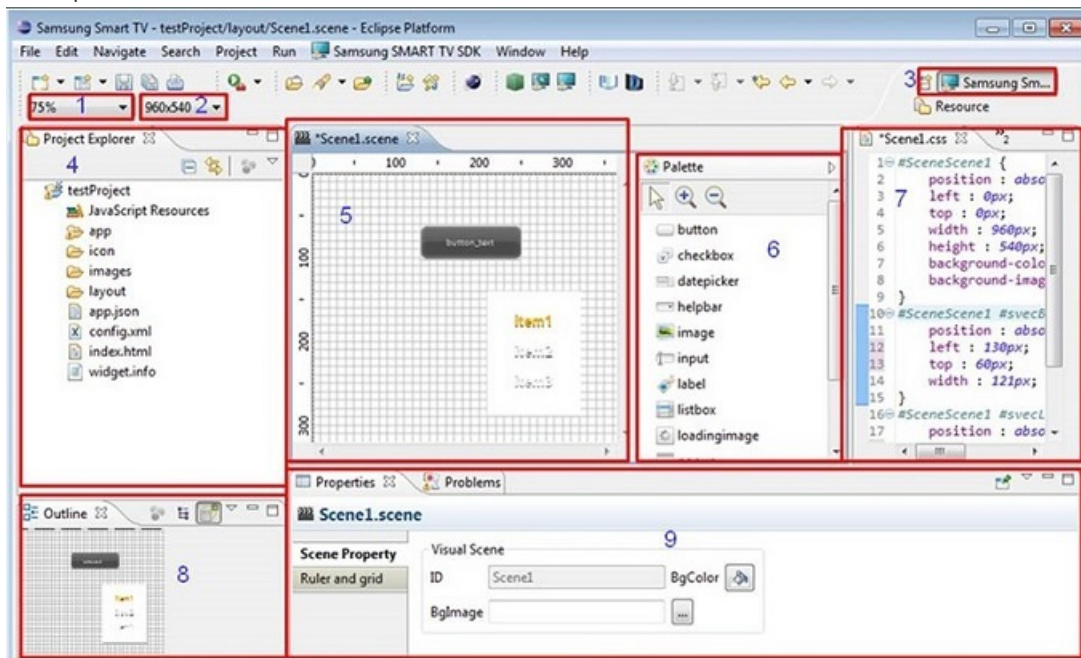 Samsung Smart TV - testProject/layout/Scene1.scene - Eclipse Platform
File Edit Navigate Search Project Run Samsung SMART TV SDK Window Help
75% 1 960x540 2
3 Samsung Sm...
Resource
Project Explorer
4
testProject
JavaScript Resources
app
icon
images
layout
app.json
config.xml
index.html
widget.info
*Scene1.scene
0 100 200 300
0
100
200
300
5
button_text
Item1
Item2
Item3
Palette
6
button
checkbox
datepicker
helpbar
image
input
label
listbox
loadingimage
*Scene1.css »2
7
1 #SceneScene1 {
2 position : abso
3 left : 0px;
4 top : 0px;
5 width : 960px;
6 height : 540px;
7 background-colo
8 background-imag
9 }
10 #SceneScene1 #svecB
11 position : abso
12 left : 130px;
13 top : 60px;
14 width : 121px;
15 }
16 #SceneScene1 #svecL
17 position : abso
Outline
8
Item1
Properties Problems
Scene1.scene
9
Scene Property
Ruler and grid
Visual Scene
ID Scene1 BgColor
BgImage ...